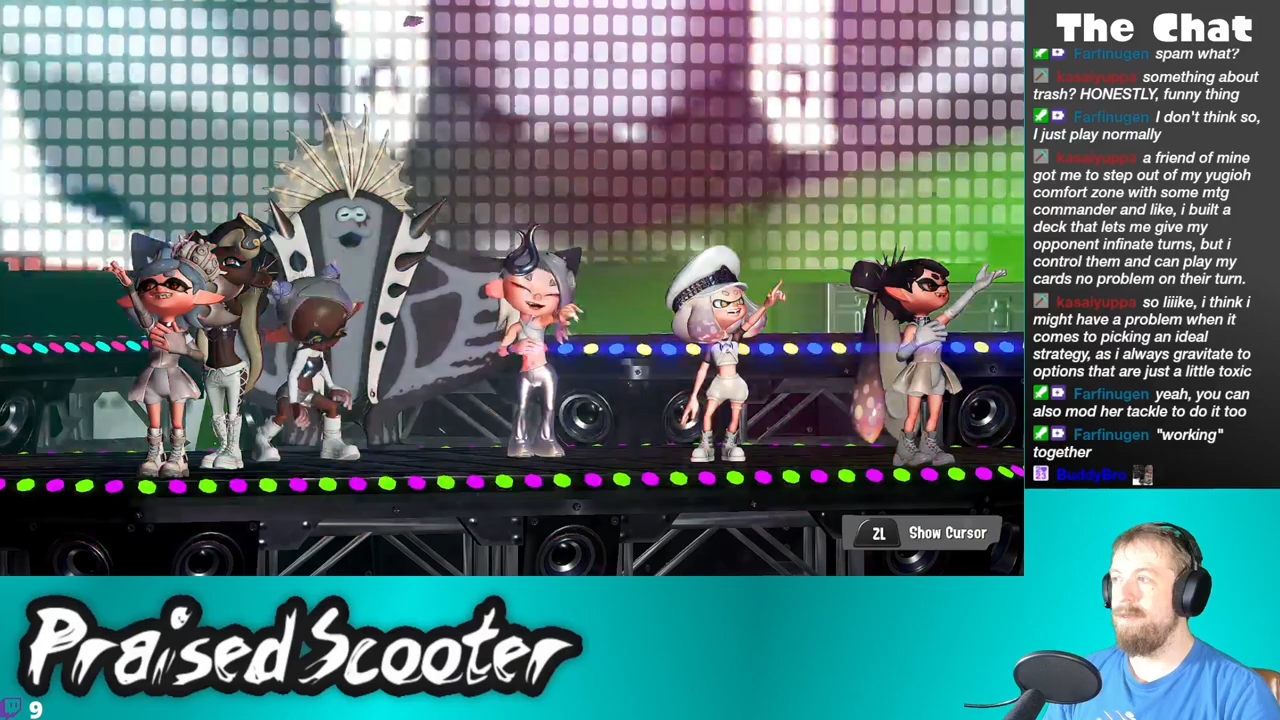 The Chat
Farfinugen spam what?
kasaiyuppa something about
trash? HONESTLY, funny thing
Farfinugen I don't think so,
I just play normally
kasaiyuppa a friend of mine
got me to step out of my yugioh
comfort zone with some mtg
commander and like, i built a
deck that lets me give my
opponent infinate turns, but i
control them and can play my
cards no problem on their turn.
kasaiyuppa so liiike, i think i
might have a problem when it
comes to picking an ideal
strategy, as i always gravitate to
options that are just a little toxic
Farfinugen yeah, you can
also mod her tackle to do it too
Farfinugen "working"
together
BuddyBro
ZL Show Cursor
Praised Scooter
9